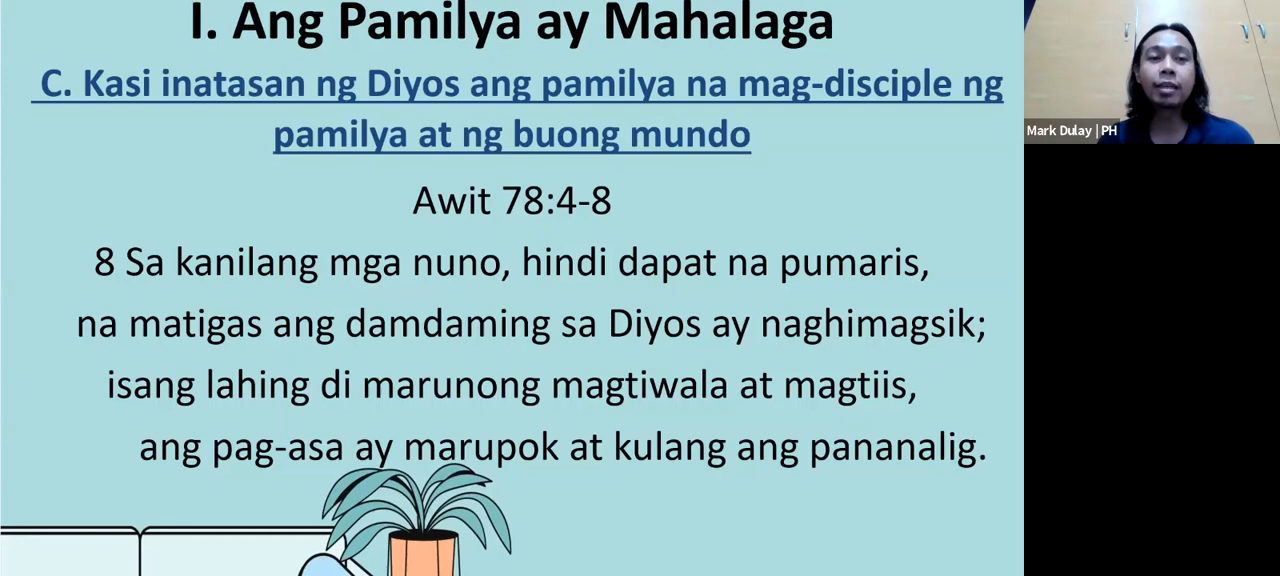 I. Ang Pamilya ay Mahalaga
C. Kasi inatasan ng Diyos ang pamilya na mag-disciple ng
pamilya at ng buong mundo
Awit 78:4-8
8 Sa kanilang mga nuno, hindi dapat na pumaris,
na matigas ang damdaming sa Diyos ay naghimagsik;
isang lahing di marunong magtiwala at magtiis,
ang pag-asa ay marupok at kulang ang pananalig.
Mark Dulay | PH